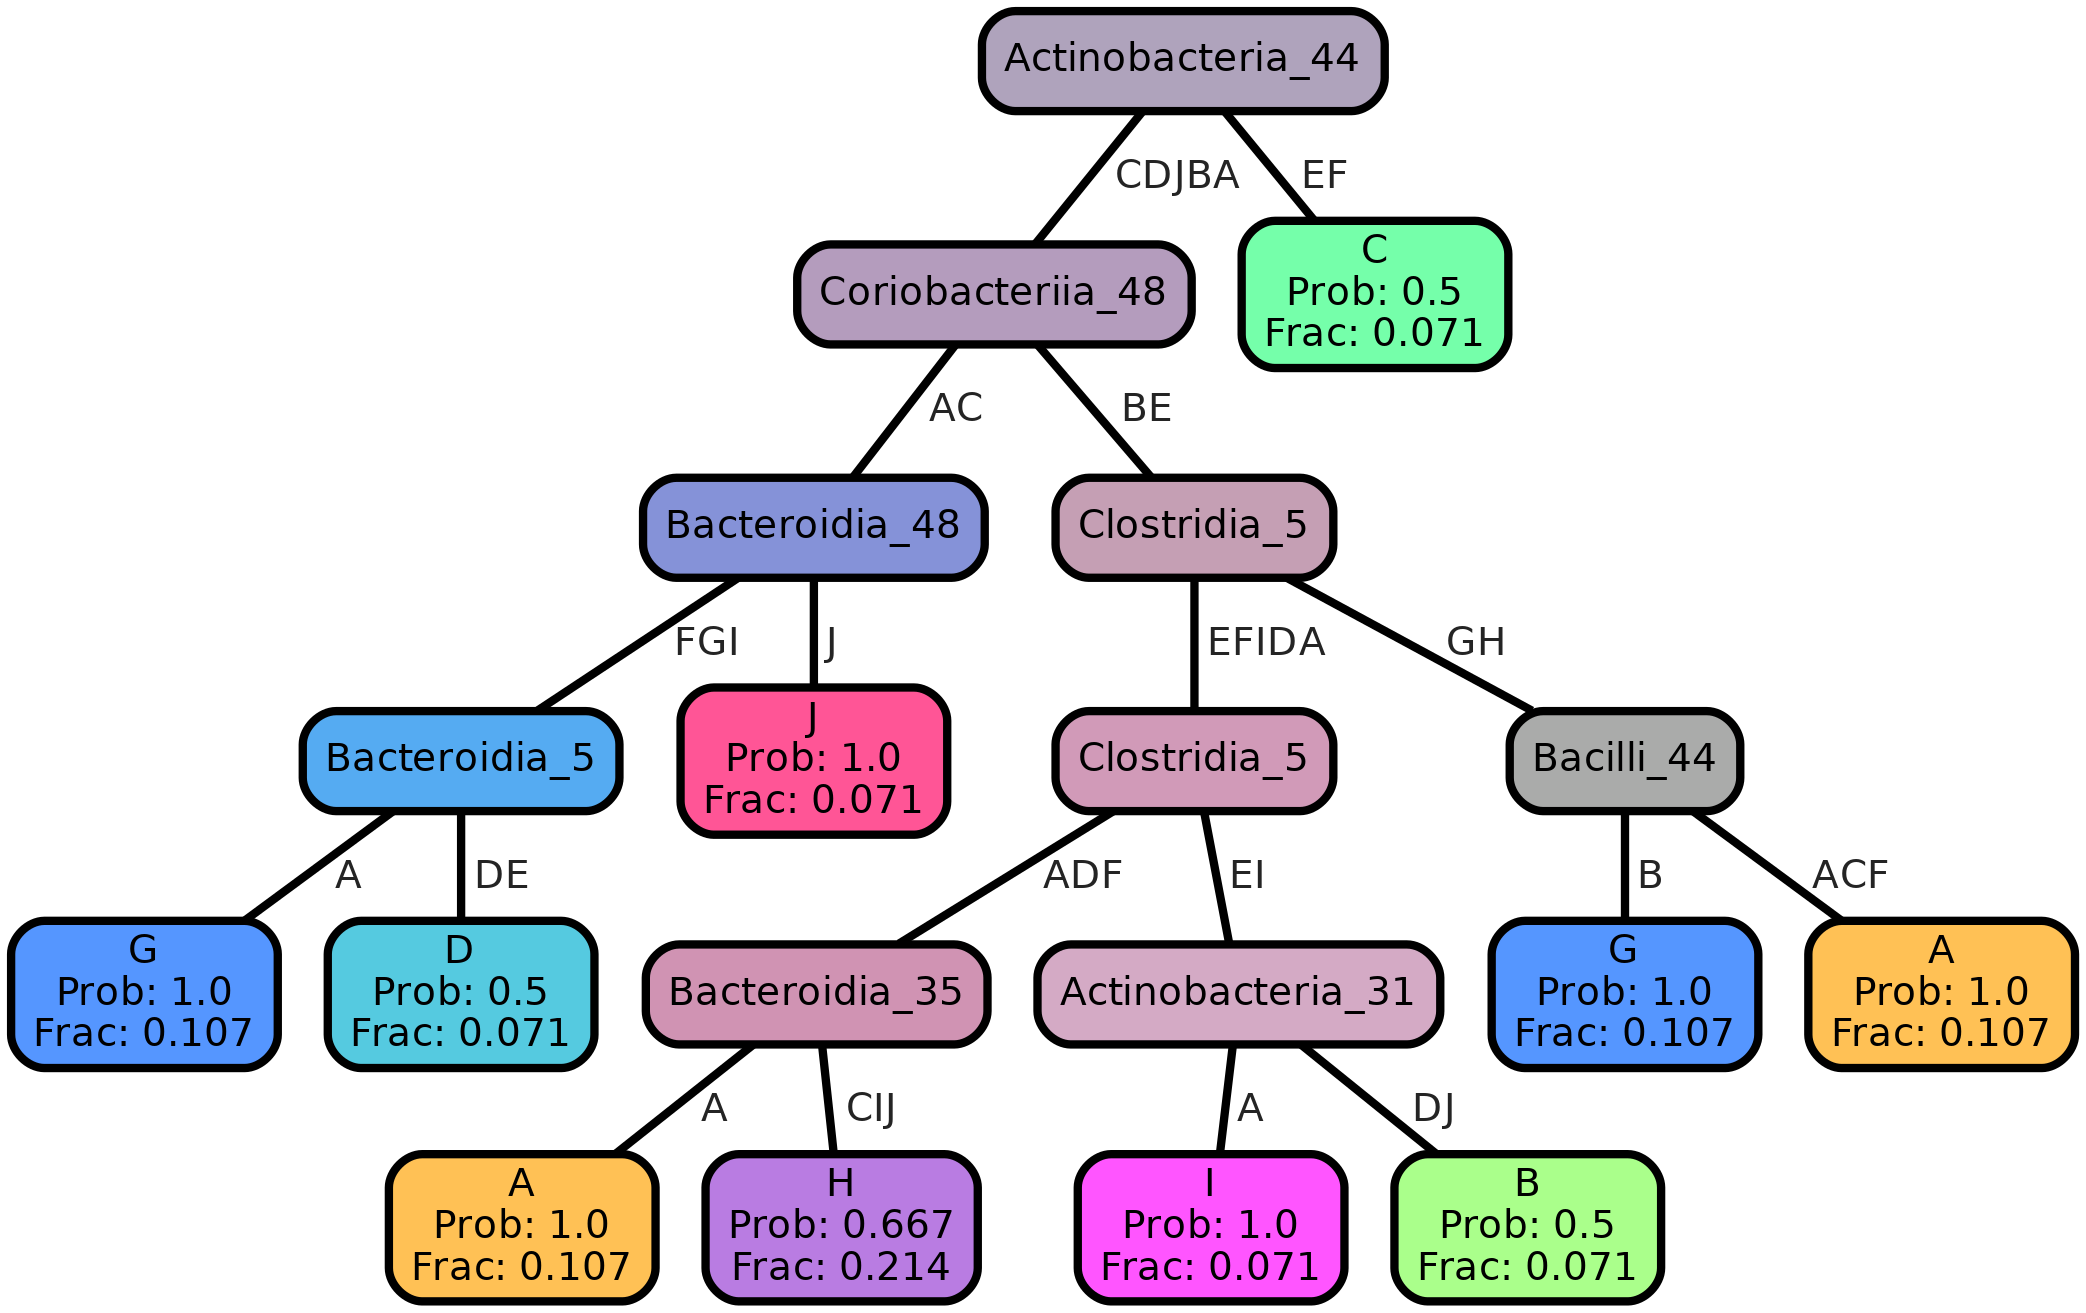 Actinobacteria_44
CDJBA
EF
Coriobacteriia_48
C
Prob: 0.5
Frac: 0.071
AC
BE
Bacteroidia_48
Clostridia_5
FGI
J
EFIDA
GH
Bacteroidia_5
J
Prob: 1.0
Frac: 0.071
Clostridia_5
Bacilli_44
A
DE
ADF
EI
B
ACF
G
Prob: 1.0
Frac: 0.107
D
Prob: 0.5
Frac: 0.071
Bacteroidia_35
Actinobacteria_31
G
Prob: 1.0
Frac: 0.107
A
Prob: 1.0
Frac: 0.107
A
CIJ
A
DJ
A
Prob: 1.0
Frac: 0.107
H
Prob: 0.667
Frac: 0.214
I
Prob: 1.0
Frac: 0.071
B
Prob: 0.5
Frac: 0.071